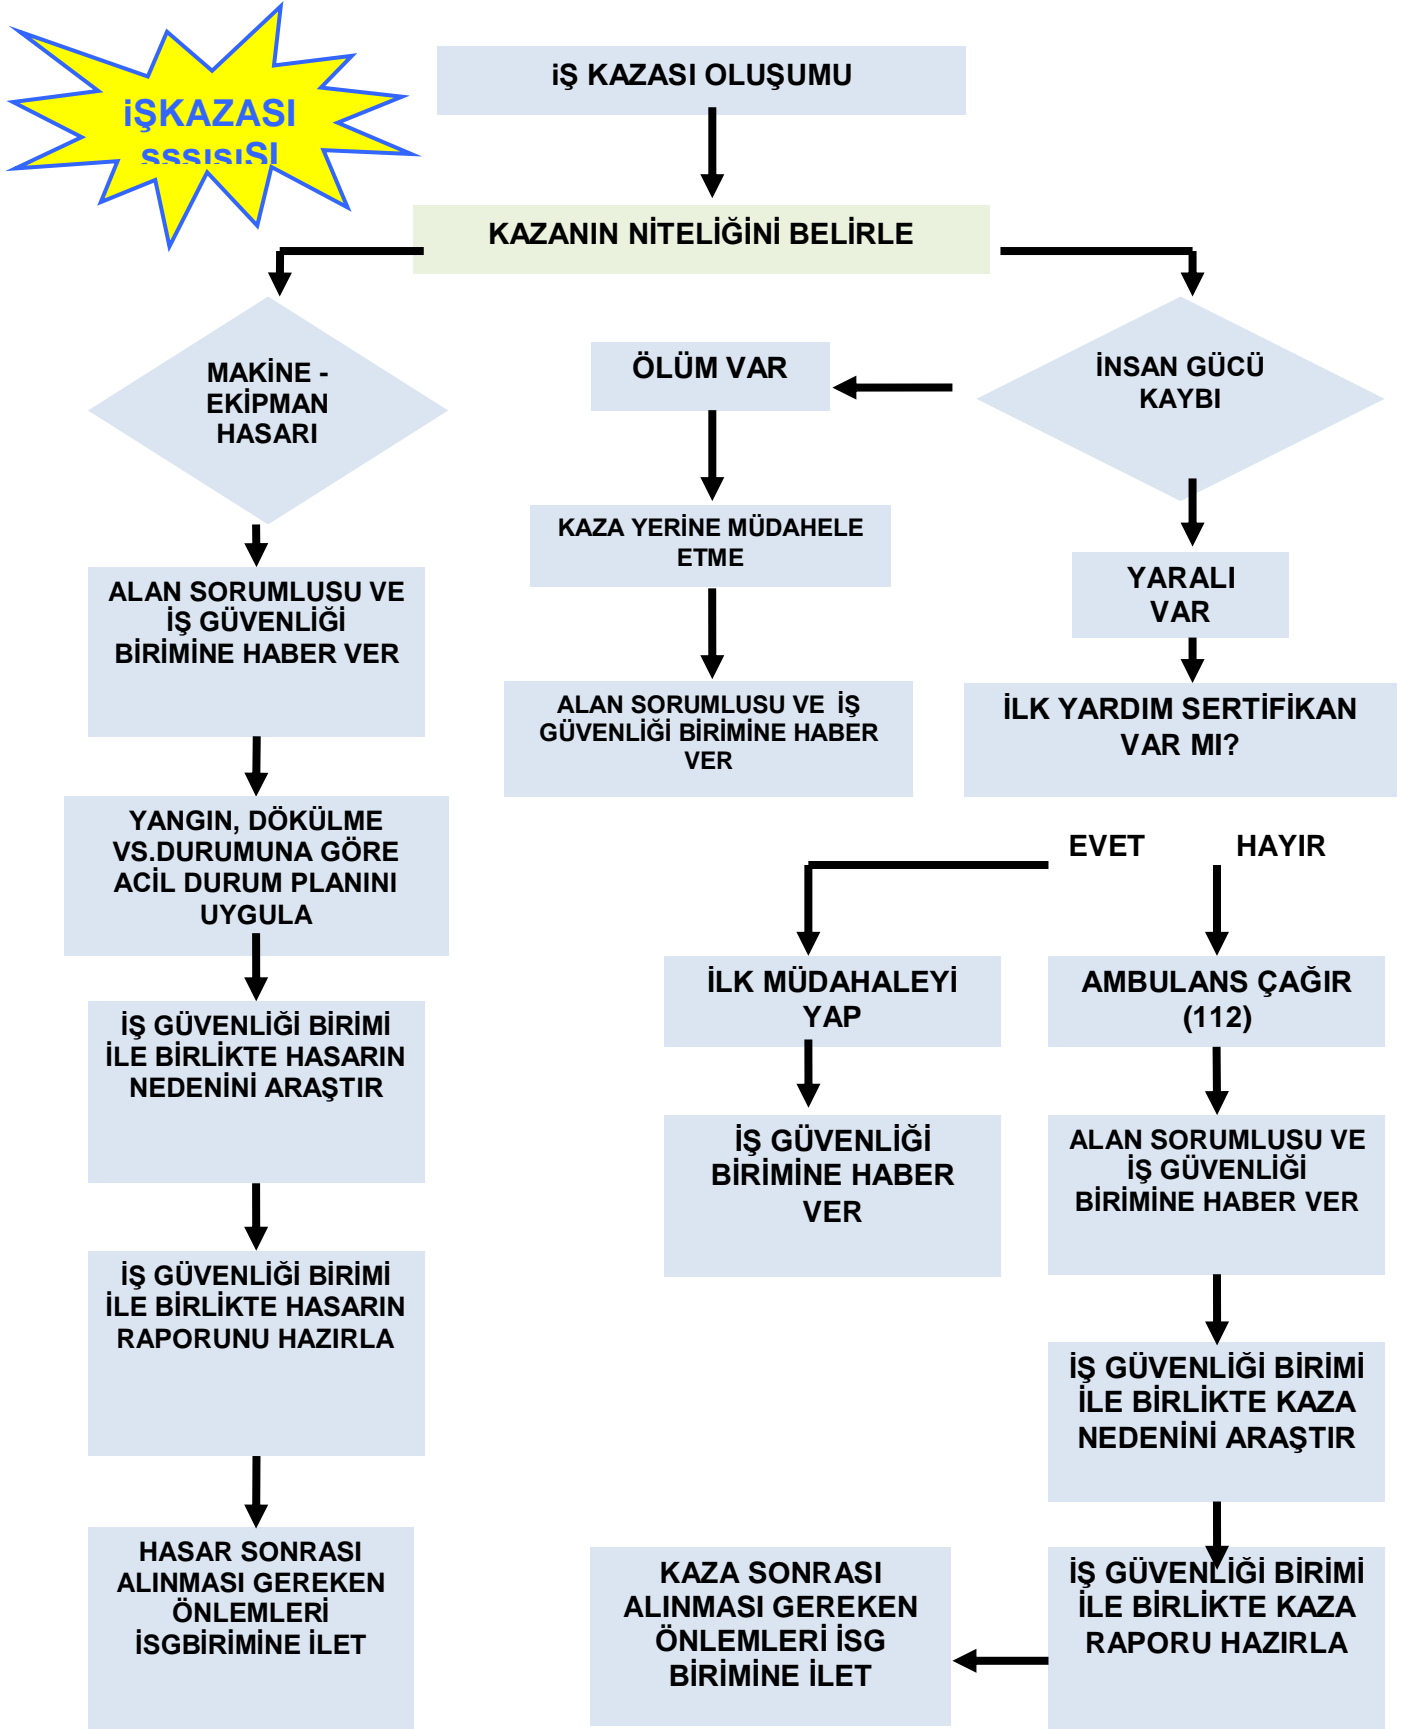 iŞKAZASI
iŞ KAZASI OLUŞUMU
KAZANIN NİTELİĞİNİ BELİRLE
MAKİNE -
EKİPMAN
HASARI
ÖLÜM VAR
İNSAN GÜCÜ
KAYBI
KAZA YERİNE MÜDAHELE
ETME
YARALI
VAR
ALAN SORUMLUSU VE
İŞ GÜVENLİĞİ
BİRİMİNE HABER VER
ALAN SORUMLUSU VE İŞ
GÜVENLİĞİ BİRİMİNE HABER
VER
İLK YARDIM SERTİFİKAN
VAR MI?
YANGIN, DÖKÜLME
VS.DURUMUNA GÖRE
ACİL DURUM PLANINI
UYGULA
EVET
HAYIR
İLK MÜDAHALEYİ
YAP
AMBULANS ÇAĞIR
(112)
İŞ GÜVENLİĞİ BİRİMİ
İLE BİRLİKTE HASARIN
NEDENİNİ ARAŞTIR
İŞ GÜVENLİĞİ
BİRİMİNE HABER
VER
ALAN SORUMLUSU VE
İŞ GÜVENLİĞİ
BİRİMİNE HABER VER
İŞ GÜVENLİĞİ BİRİMİ
İLE BİRLİKTE HASARIN
RAPORUNU HAZIRLA
İŞ GÜVENLİĞİ BİRİMİ
İLE BİRLİKTE KAZA
NEDENİNİ ARAŞTIR
HASAR SONRASI
ALINMASI GEREKEN
ÖNLEMLERİ
İSGBİRİMİNE İLET
KAZA SONRASI
ALINMASI GEREKEN
ÖNLEMLERİ İSG
BİRİMİNE İLET
İŞ GÜVENLİĞİ BİRİMİ
İLE BİRLİKTE KAZA
RAPORU HAZIRLA